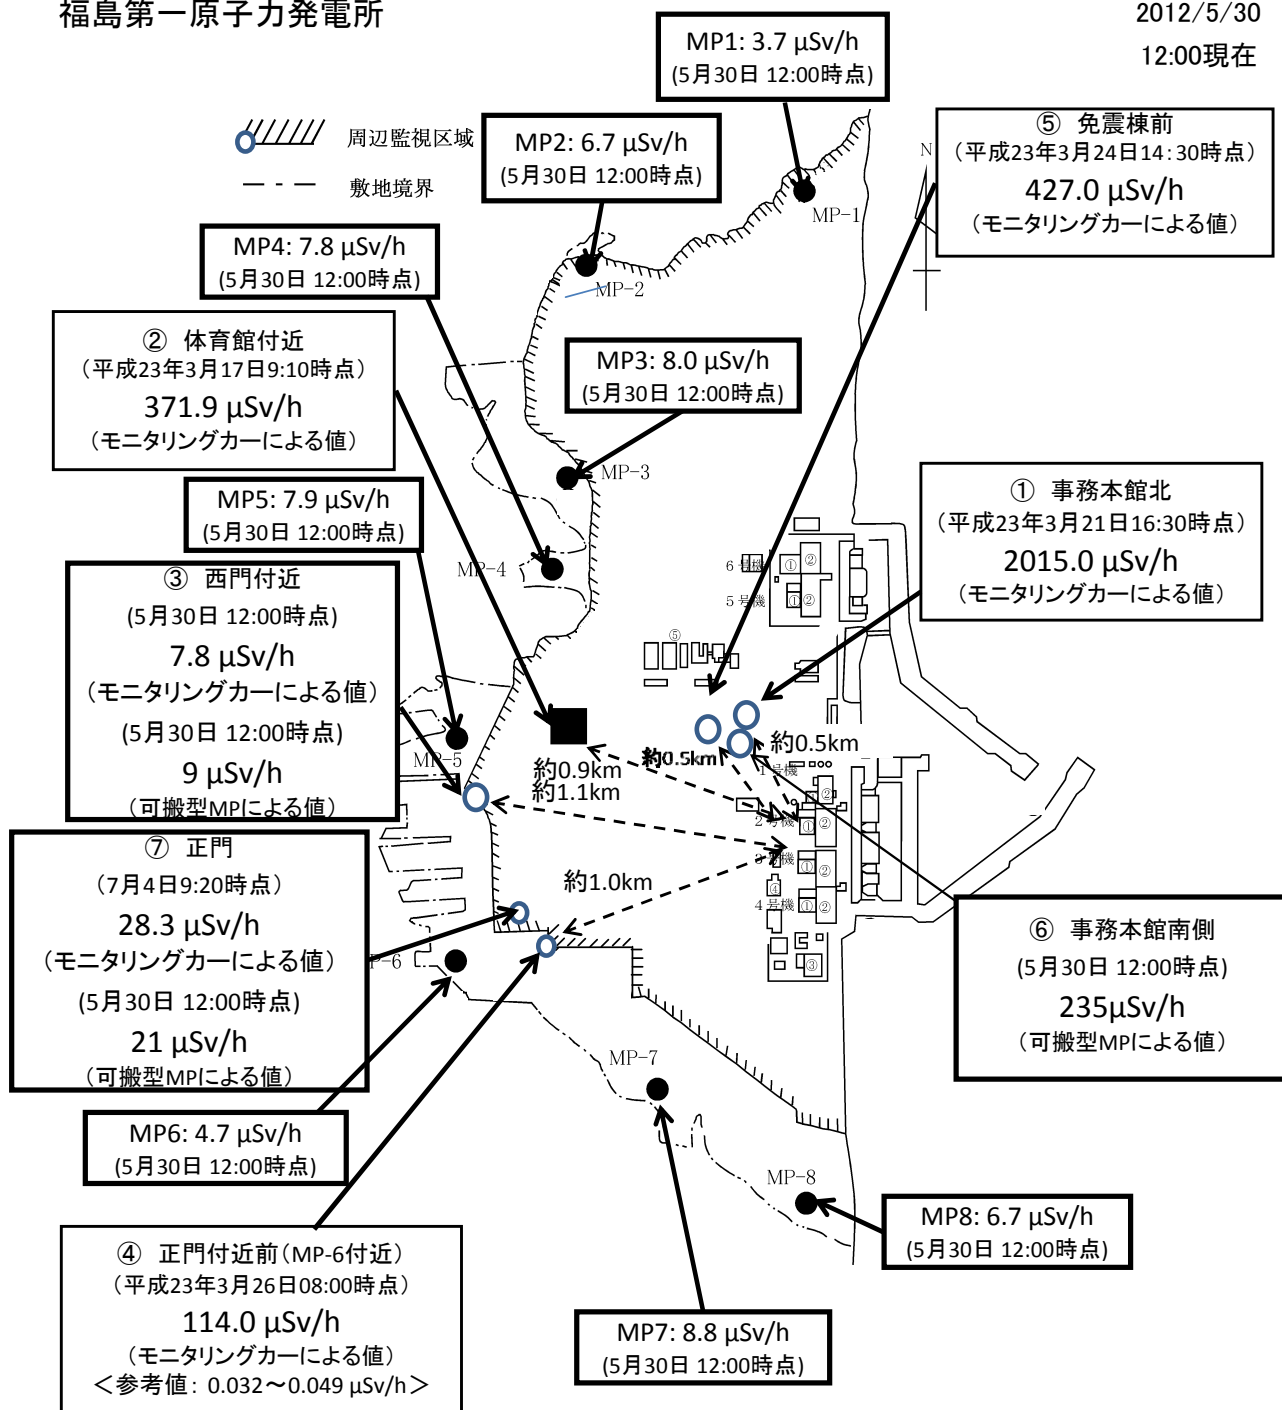 福島第一原子力発電所
2012/5/30
12:00現在
MP1: 3.7 μSv/h
(5月30日 12:00時点)
周辺監視区域
敷地境界
MP2: 6.7 μSv/h
(5月30日 12:00時点)
⑤ 免震棟前
(平成23年3月24日14:30時点)
427.0 μSv/h
(モニタリングカーによる値)
N
MP-1
MP4: 7.8 μSv/h
(5月30日 12:00時点)
MP-2
② 体育館付近
(平成23年3月17日9:10時点)
371.9 μSv/h
(モニタリングカーによる値)
MP3: 8.0 μSv/h
(5月30日 12:00時点)
MP-3
MP5: 7.9 μSv/h
(5月30日 12:00時点)
① 事務本館北
(平成23年3月21日16:30時点)
2015.0 μSv/h
(モニタリングカーによる値)
MP-4
6号機
① ②
5号機
① ②
③ 西門付近
(5月30日 12:00時点)
7.8 μSv/h
(モニタリングカーによる値)
(5月30日 12:00時点)
9 μSv/h
(可搬型MPによる値)
⑤
MP-5
約0.9km
約1.1km
約0.5km
約0.5km
1号機
②
2号機
① ②
3号機
① ②
④
4号機
① ②
③
約1.0km
⑦ 正門
(7月4日9:20時点)
28.3 μSv/h
(モニタリングカーによる値)
(5月30日 12:00時点)
21 μSv/h
(可搬型MPによる値)
P-6
⑥ 事務本館南側
(5月30日 12:00時点)
235μSv/h
(可搬型MPによる値)
MP-7
MP6: 4.7 μSv/h
(5月30日 12:00時点)
MP-8
MP8: 6.7 μSv/h
(5月30日 12:00時点)
④ 正門付近前(MP-6付近)
(平成23年3月26日08:00時点)
114.0 μSv/h
(モニタリングカーによる値)
＜参考値: 0.032～0.049 μSv/h＞
MP7: 8.8 μSv/h
(5月30日 12:00時点)